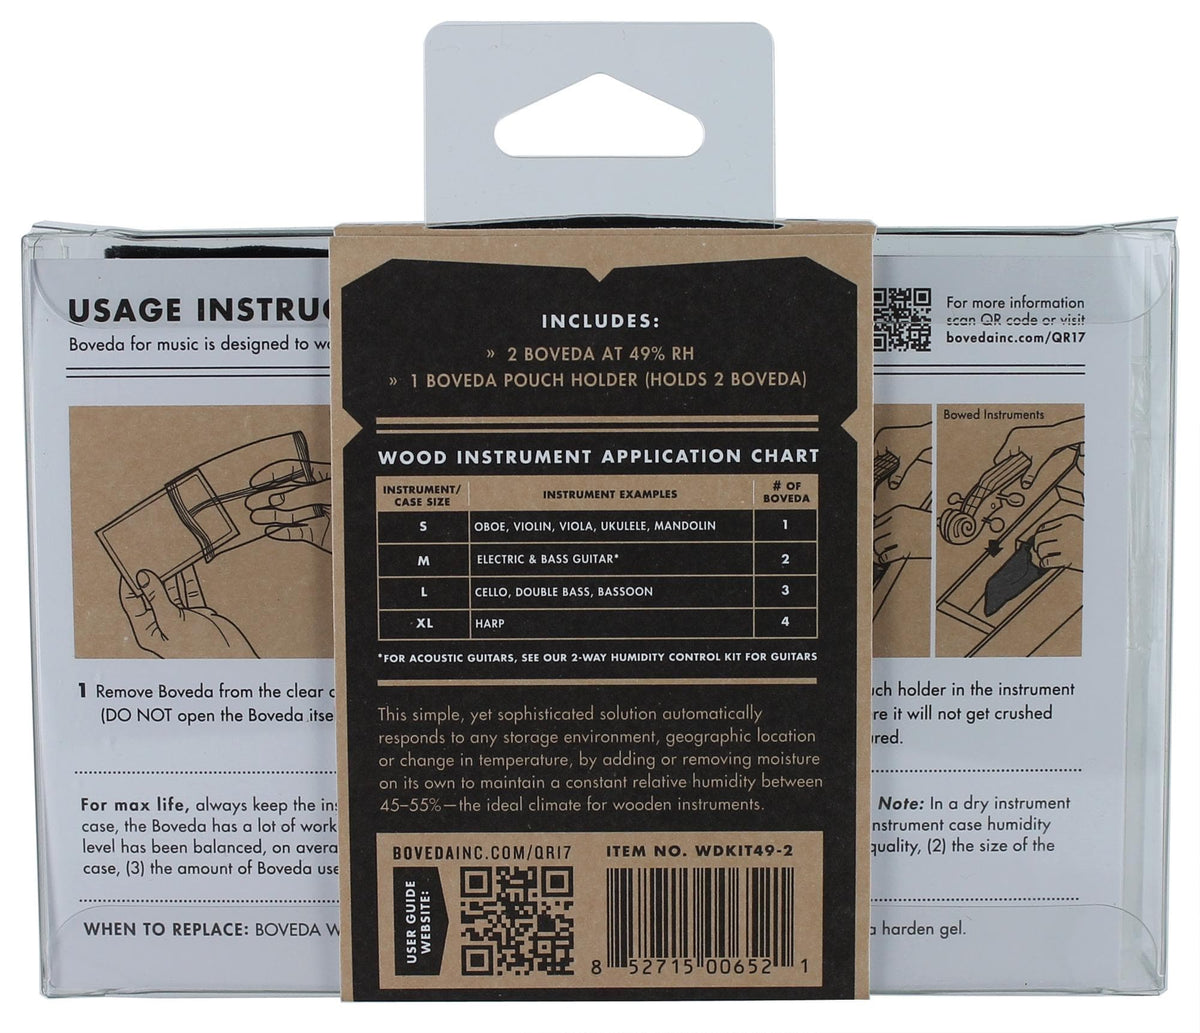 USAGE INSTRUC
Boveda for music is designed to wo
For more information
scan QR code or visit
bovedainc.com/QR17
Bowed Instruments
1 Remove Boveda from the clear
(DO NOT open the Boveda itse
uch holder in the instrument
re it will not get crushed
ured.
For max life, always keep the ins
case, the Boveda has a lot of work
level has been balanced, on avera
case, (3) the amount of Boveda use
Note: In a dry instrument
nstrument case humidity
quality, (2) the size of the
WHEN TO REPLACE: BOVEDA W
a harden gel.
INCLUDES:
» 2 BOVEDA AT 49% RH
» 1 BOVEDA POUCH HOLDER (HOLDS 2 BOVEDA)
WOOD INSTRUMENT APPLICATION CHART
INSTRUMENT/ CASE SIZE INSTRUMENT EXAMPLES # OF BOVEDA
S OBOE, VIOLIN, VIOLA, UKULELE, MANDOLIN 1
M ELECTRIC & BASS GUITAR* 2
L CELLO, DOUBLE BASS, BASSOON 3
XL HARP 4
*FOR ACOUSTIC GUITARS, SEE OUR 2-WAY HUMIDITY CONTROL KIT FOR GUITARS
This simple, yet sophisticated solution automatically
responds to any storage environment, geographic location
or change in temperature, by adding or removing moisture
on its own to maintain a constant relative humidity between
45–55%—the ideal climate for wooden instruments.
BOVEDAINC.COM/QR17
USER GUIDE
WEBSITE:
ITEM NO. WDKIT49-2
8 52715 00652 1